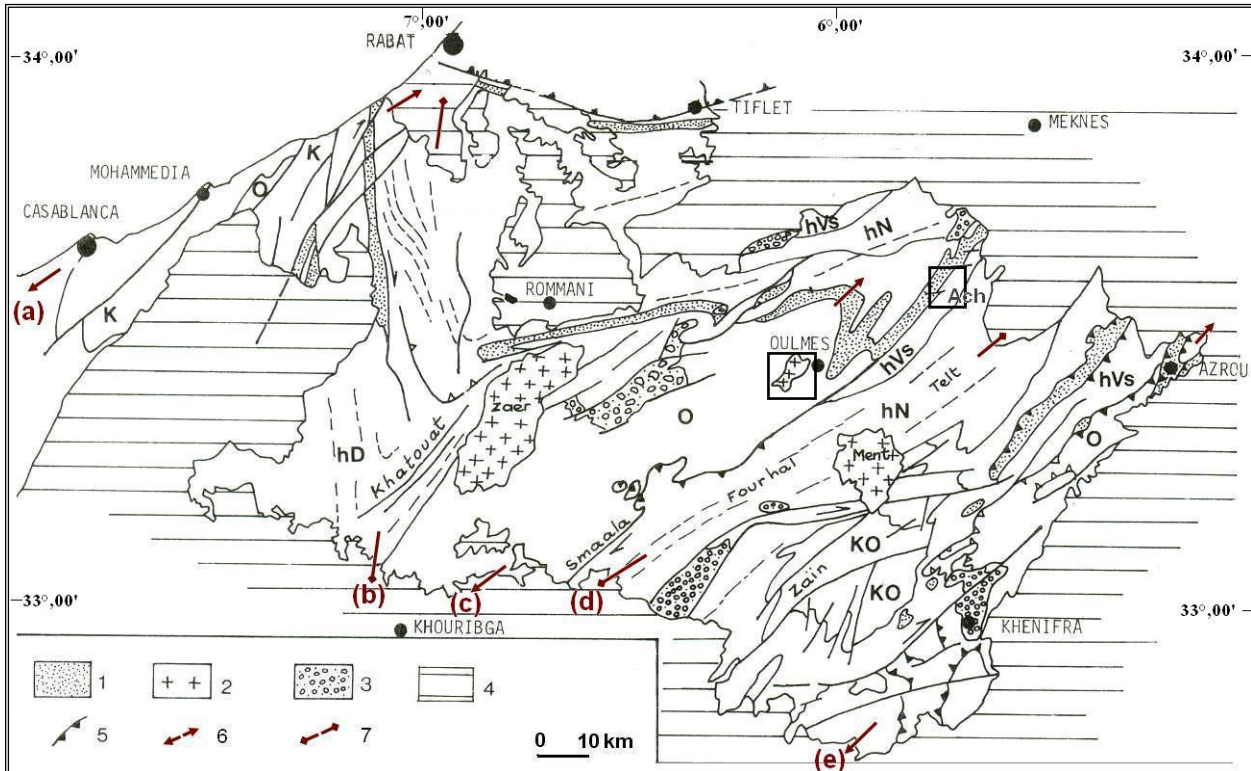 7°,00'
6°,00'
RABAT
34°,00'
34°,00'
TIFLET
MEKNES
K
MOHAMMEDIA
O
CASABLANCA
hVs
hN
(a)
K
ROMMANI
Ach
OULMES
hVs
AZROU
hVs
Telt
Zaer
O
hN
O
hD
Khatouat
Ment
Fourhal
Smaala
KO
Zaïn
KO
(b)
(c)
(d)
33°,00'
33°,00'
KHOURIBGA
KHENIFRA
1
2
3
4
5
6
7
0 10 km
(e)